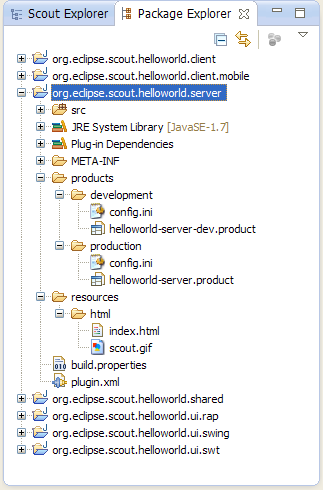 Scout Explorer Package Explorer
org.eclipse.scout.helloworld.client
org.eclipse.scout.helloworld.client.mobile
org.eclipse.scout.helloworld.server
src
JRE System Library [JavaSE-1.7]
Plug-in Dependencies
META-INF
products
development
config.ini
helloworld-server-dev.product
production
config.ini
helloworld-server.product
resources
html
index.html
scout.gif
build.properties
plugin.xml
org.eclipse.scout.helloworld.shared
org.eclipse.scout.helloworld.ui.rap
org.eclipse.scout.helloworld.ui.swing
org.eclipse.scout.helloworld.ui.swt